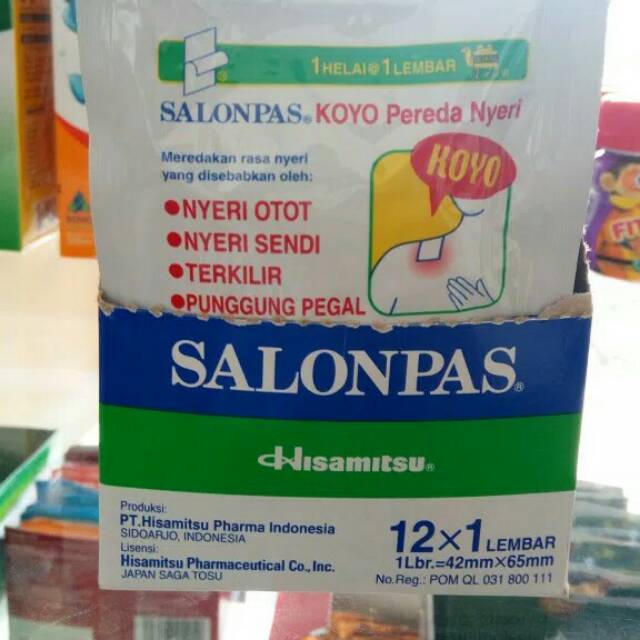 1 HELAI@1 LEMBAR
SALONPAS® KOYO Pereda Nyeri
Meredakan rasa nyeri
yang disebabkan oleh:
KOYO
●NYERI OTOT
●NYERI SENDI
●TERKILIR
●PUNGGUNG PEGAL
SALONPAS®
Hisamitsu®
Produksi:
PT.Hisamitsu Pharma Indonesia
SIDOARJO, INDONESIA
Lisensi:
Hisamitsu Pharmaceutical Co., Inc.
JAPAN SAGA TOSU
12×1 LEMBAR
1Lbr.=42mm×65mm
No.Reg.: POM QL 031 800 111
FIT